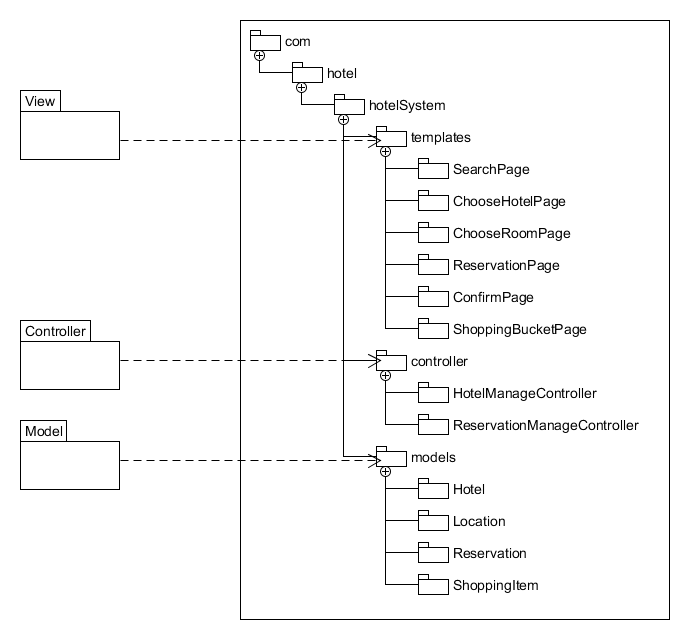 com
hotel
View
hotelSystem
templates
SearchPage
ChooseHotelPage
ChooseRoomPage
ReservationPage
ConfirmPage
ShoppingBucketPage
Controller
controller
HotelManageController
ReservationManageController
Model
models
Hotel
Location
Reservation
ShoppingItem